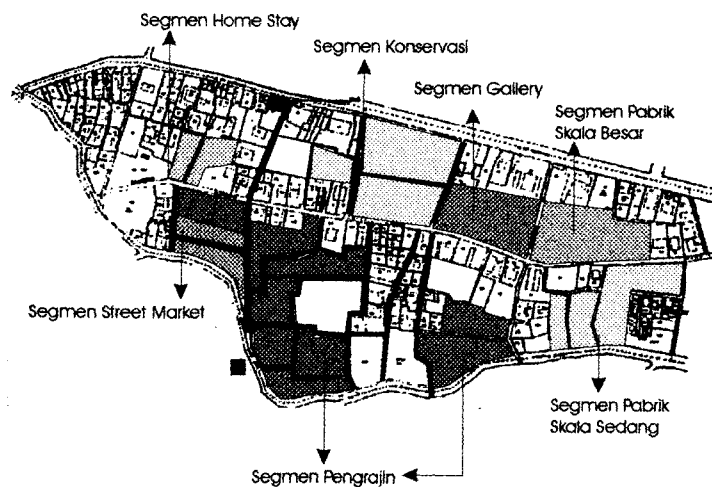 Segmen Home Stay
Segmen Konservasi
Segmen Gallery
Segmen Pabrik
Skala Besar
Segmen Street Market
Segmen Pabrik
Skala Sedang
Segmen Pengrajin